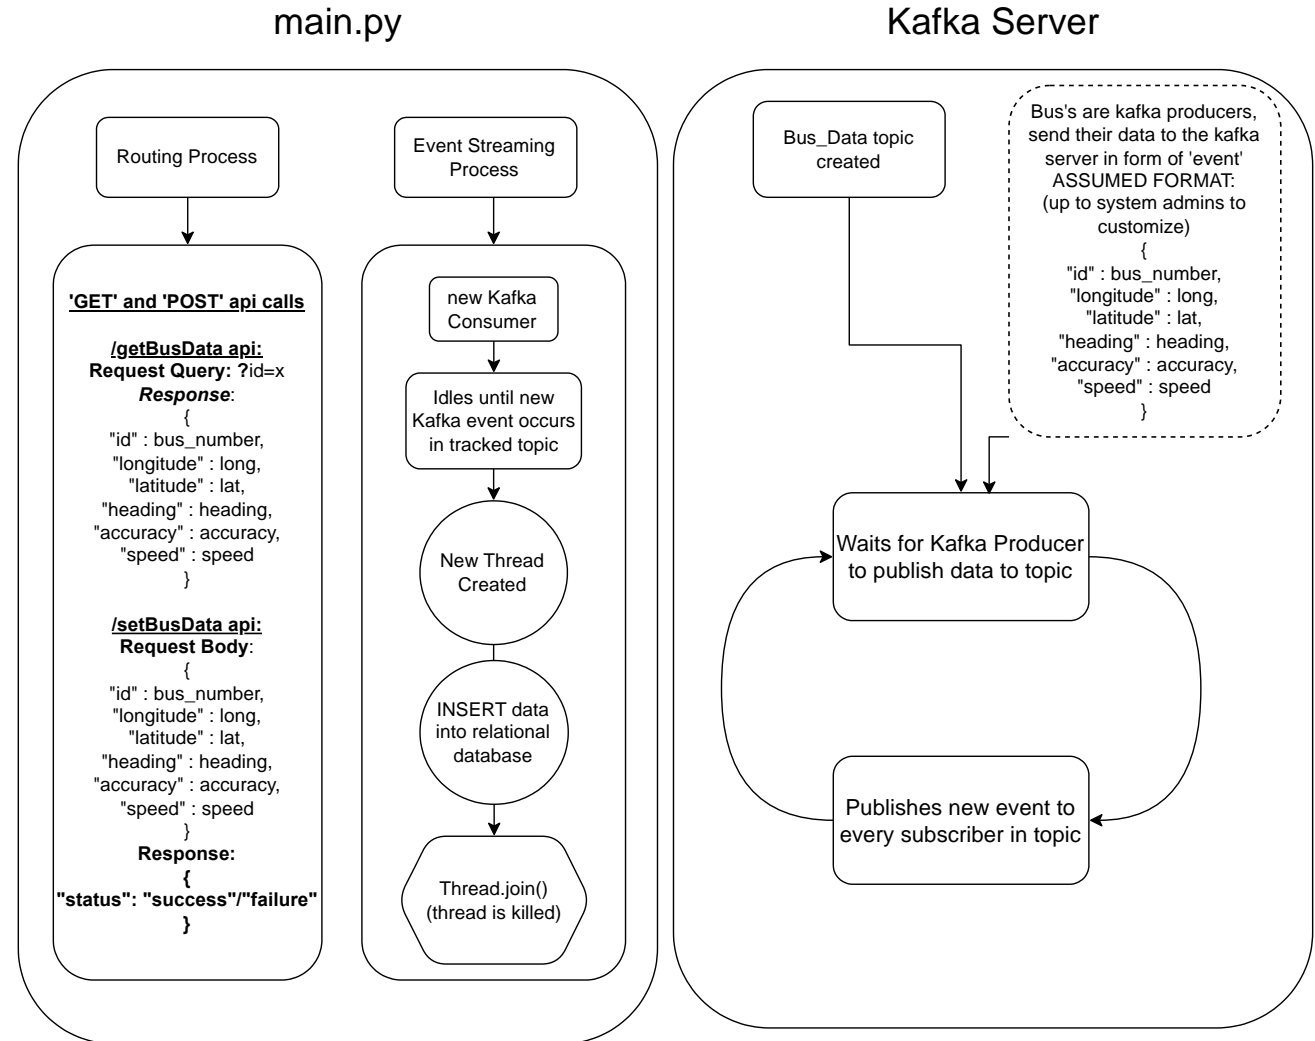 main.py
Kafka Server
Routing Process
'GET' and 'POST' api calls
/getBusData api:
Request Query: ?id=x
Response:
{
"id" : bus_number,
"longitude" : long,
"latitude" : lat,
"heading" : heading,
"accuracy" : accuracy,
"speed" : speed
}
/setBusData api:
Request Body:
{
"id" : bus_number,
"longitude" : long,
"latitude" : lat,
"heading" : heading,
"accuracy" : accuracy,
"speed" : speed
}
Response:
{
"status": "success"/"failure"
}
Event Streaming
Process
new Kafka
Consumer
Idles until new
Kafka event occurs
in tracked topic
New Thread
Created
INSERT data
into relational
database
Thread.join()
(thread is killed)
Bus_Data topic
created
Bus's are kafka producers,
send their data to the kafka
server in form of 'event'
ASSUMED FORMAT:
(up to system admins to
customize)
{
"id" : bus_number,
"longitude" : long,
"latitude" : lat,
"heading" : heading,
"accuracy" : accuracy,
"speed" : speed
}
Waits for Kafka Producer
to publish data to topic
Publishes new event to
every subscriber in topic